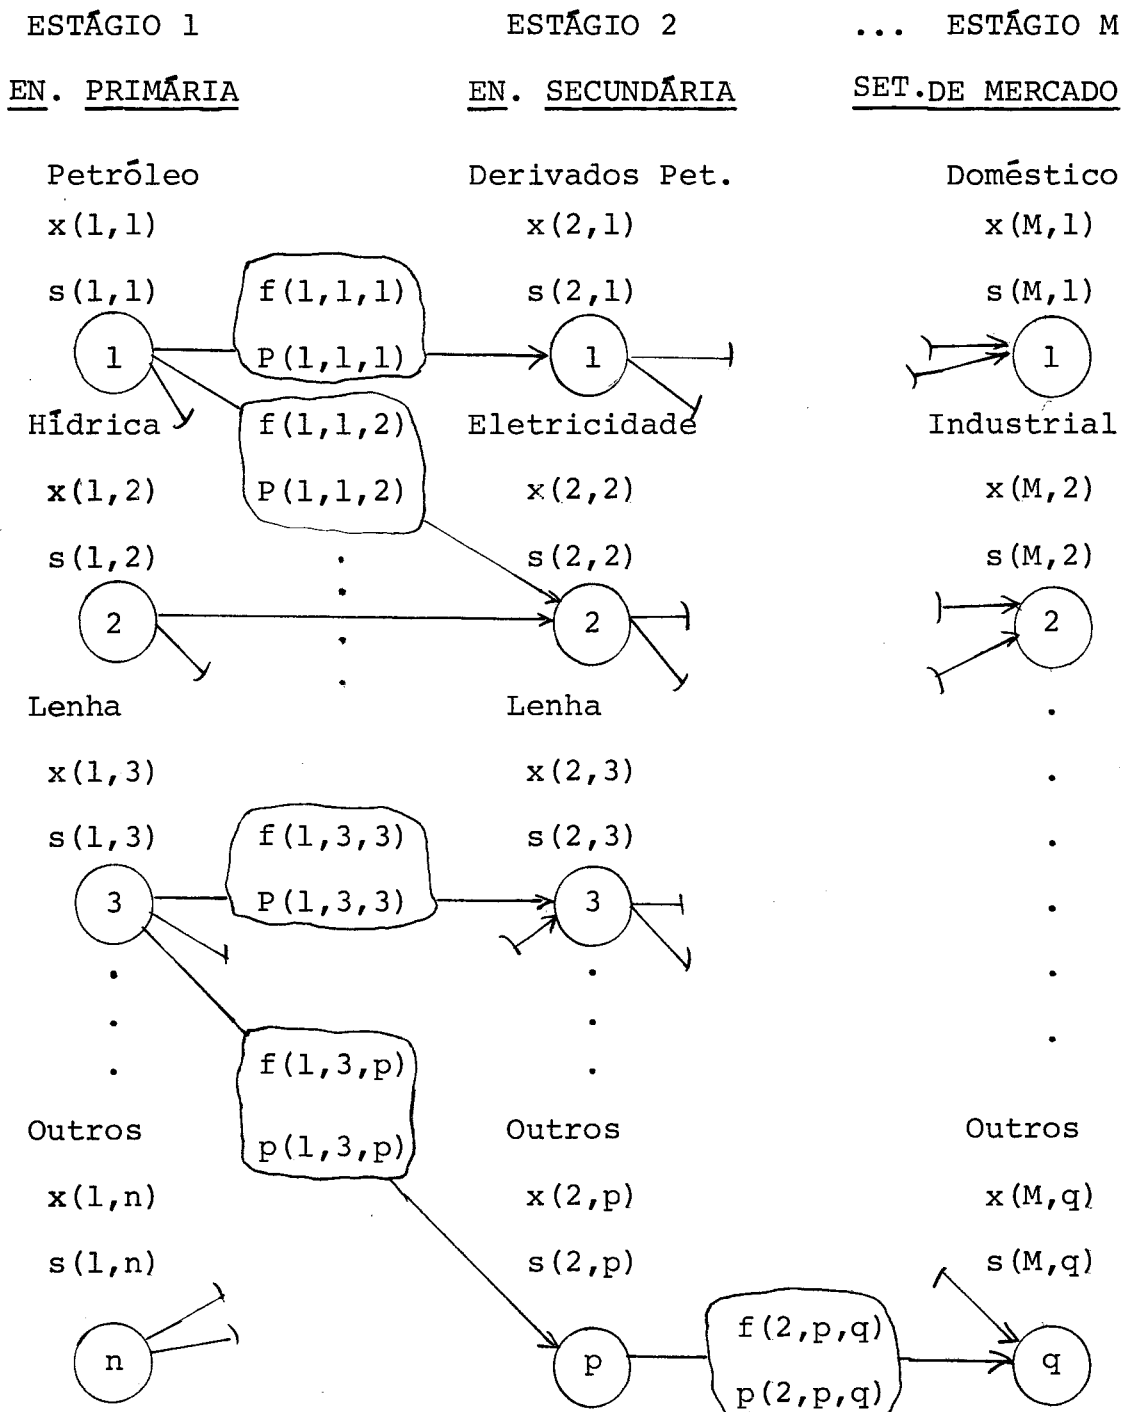 ESTÁGIO 1 ESTÁGIO 2 ... ESTÁGIO M
EN. PRIMÁRIA EN. SECUNDÁRIA SET.DE MERCADO
Petróleo Derivados Pet. Doméstico
x(1,1) x(2,1) x(M,1)
s(1,1) f(1,1,1) s(2,1) s(M,1)
1 P(1,1,1) 1 1
Hídrica f(1,1,2) Eletricidade Industrial
x(1,2) P(1,1,2) x(2,2) x(M,2)
s(1,2) s(2,2) s(M,2)
2 2 2
Lenha Lenha
x(1,3) x(2,3)
s(1,3) f(1,3,3) s(2,3)
3 P(1,3,3) 3
f(1,3,p)
Outros p(1,3,p) Outros Outros
x(1,n) x(2,p) x(M,q)
s(1,n) s(2,p) s(M,q)
f(2,p,q)
n p q
p(2,p,q)